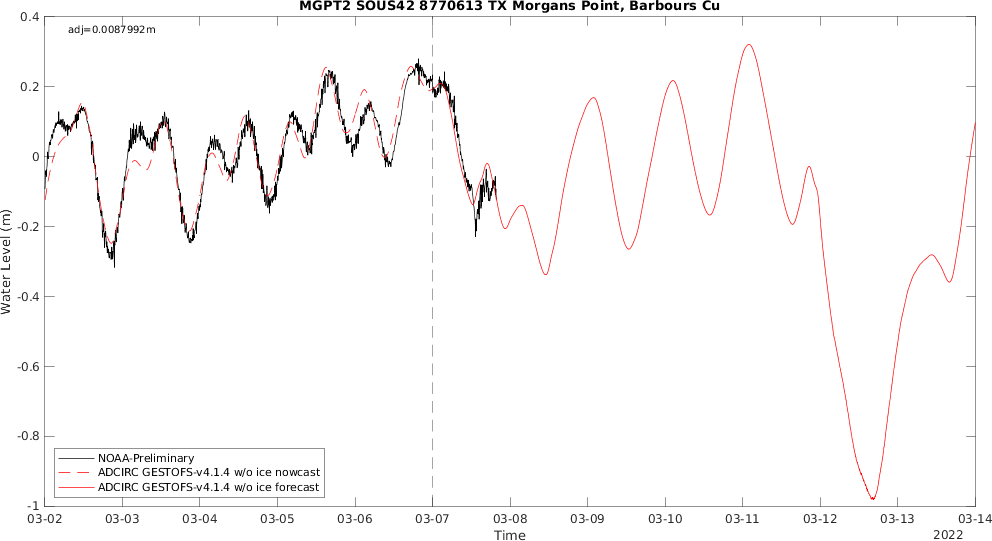 MGPT2 SOUS42 8770613 TX Morgans Point, Barbours Cu
adj=0.0087992m
0.4
0.2
0
-0.2
-0.4
-0.6
-0.8
-1
Water Level (m)
NOAA-Preliminary
ADCIRC GESTOFS-v4.1.4 w/o ice nowcast
ADCIRC GESTOFS-v4.1.4 w/o ice forecast
03-02 03-03 03-04 03-05 03-06 03-07 03-08 03-09 03-10 03-11 03-12 03-13 03-14
Time
2022